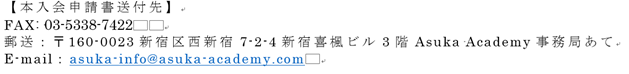 【本入会申請書送付先】
FAX: 03-5338-7422
郵送：〒160-0023 新宿区西新宿 7-2-4 新宿喜楓ビル 3 階 Asuka Academy 事務局あて
E-mail : asuka-info@asuka-academy.com